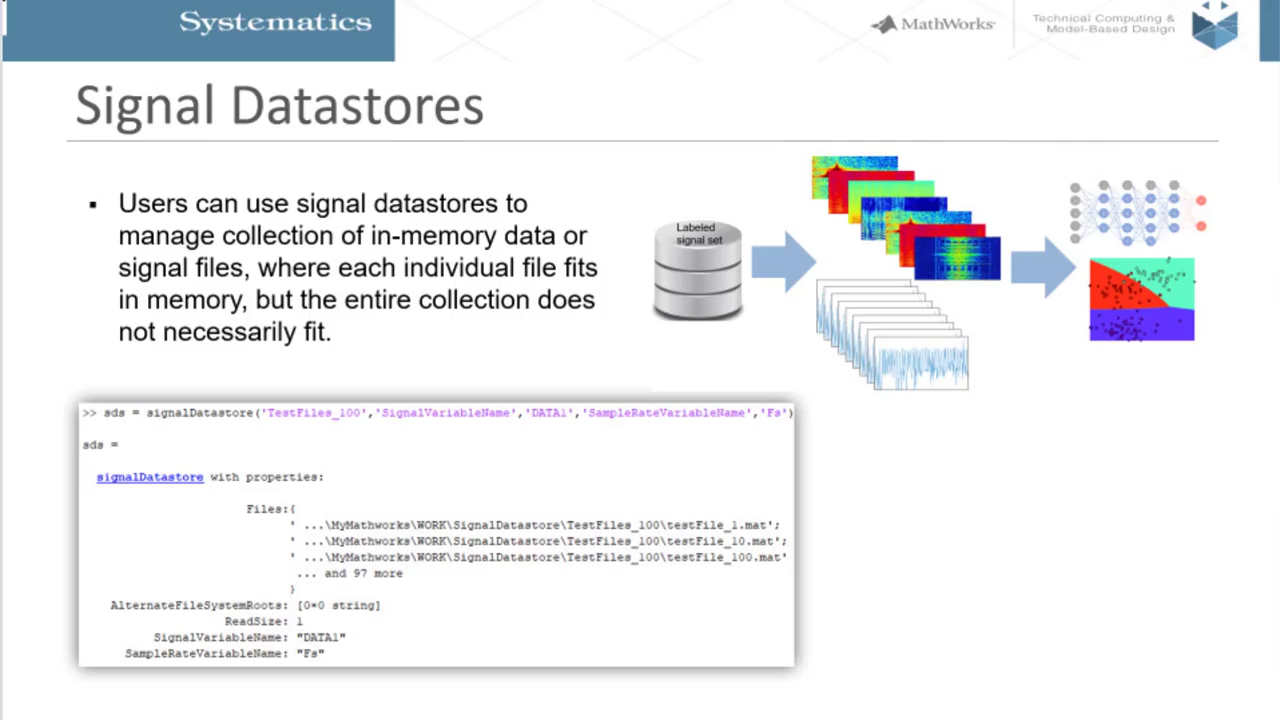 Systematics
MathWorks
Technical Computing &
Model-Based Design
Signal Datastores
▪ Users can use signal datastores to
manage collection of in-memory data or
signal files, where each individual file fits
in memory, but the entire collection does
not necessarily fit.
Labeled
signal set
>> sds = signalDatastore('TestFiles_100','SignalVariableName','DATA1','SampleRateVariableName','Fs')
sds =
signalDatastore with properties:
Files:{
' ...\MyMathworks\WORK\SignalDatastore\TestFiles_100\testFile_1.mat';
' ...\MyMathworks\WORK\SignalDatastore\TestFiles_100\testFile_10.mat';
' ...\MyMathworks\WORK\SignalDatastore\TestFiles_100\testFile_100.mat'
... and 97 more
}
AlternateFileSystemRoots: [0×0 string]
ReadSize: 1
SignalVariableName: "DATA1"
SampleRateVariableName: "Fs"